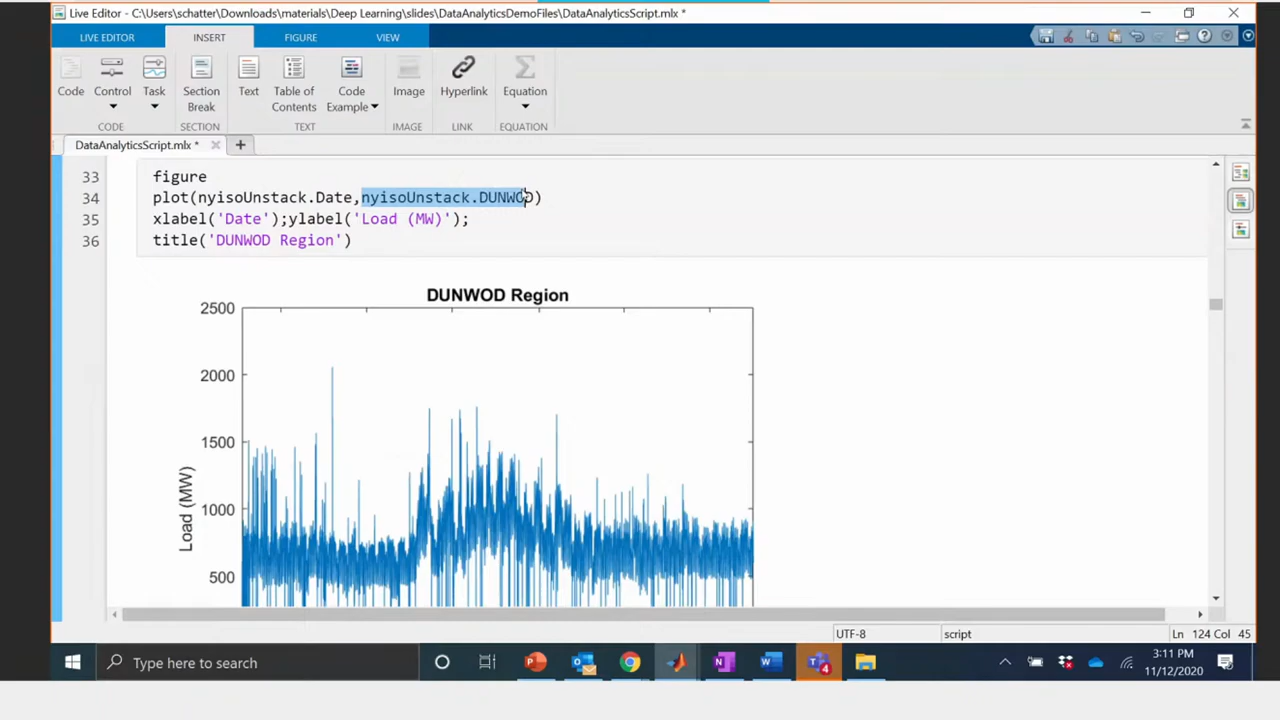 Live Editor - C:\Users\schatter\Downloads\materials\Deep Learning\slides\DataAnalyticsDemoFiles\DataAnalyticsScript.mlx *
LIVE EDITOR INSERT FIGURE VIEW
Code Control Task Section Break Text Table of Contents Code Example Image Hyperlink Equation
CODE SECTION TEXT IMAGE LINK EQUATION
DataAnalyticsScript.mlx *
33 figure
34 plot(nyisoUnstack.Date,nyisoUnstack.DUNWOD)
35 xlabel('Date');ylabel('Load (MW)');
36 title('DUNWOD Region')
DUNWOD Region
2500
2000
1500
1000
500
Load (MW)
UTF-8 script Ln 124 Col 45
Type here to search
4
3:11 PM
11/12/2020